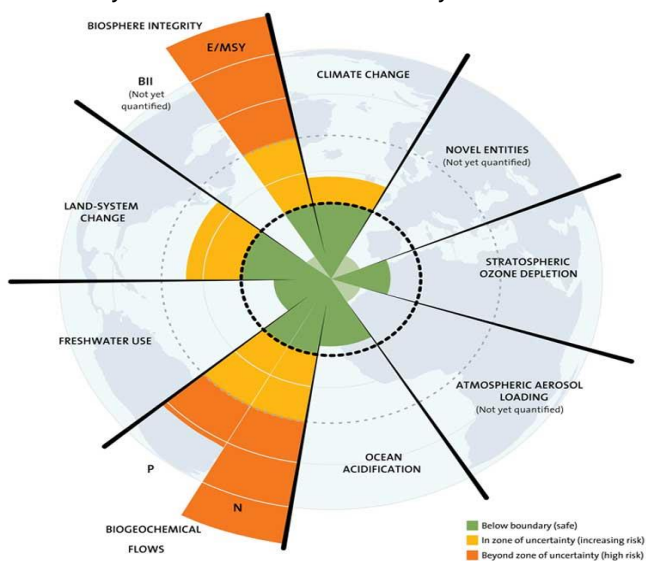 BIOSPHERE INTEGRITY
E/MSY
CLIMATE CHANGE
BII
(Not yet
quantified)
NOVEL ENTITIES
(Not yet quantified)
LAND-SYSTEM
CHANGE
STRATOSPHERIC
OZONE DEPLETION
FRESHWATER USE
ATMOSPHERIC AEROSOL
LOADING
(Not yet quantified)
OCEAN
ACIDIFICATION
P
N
BIOGEOCHEMICAL
FLOWS
Below boundary (safe)
In zone of uncertainty (increasing risk)
Beyond zone of uncertainty (high risk)